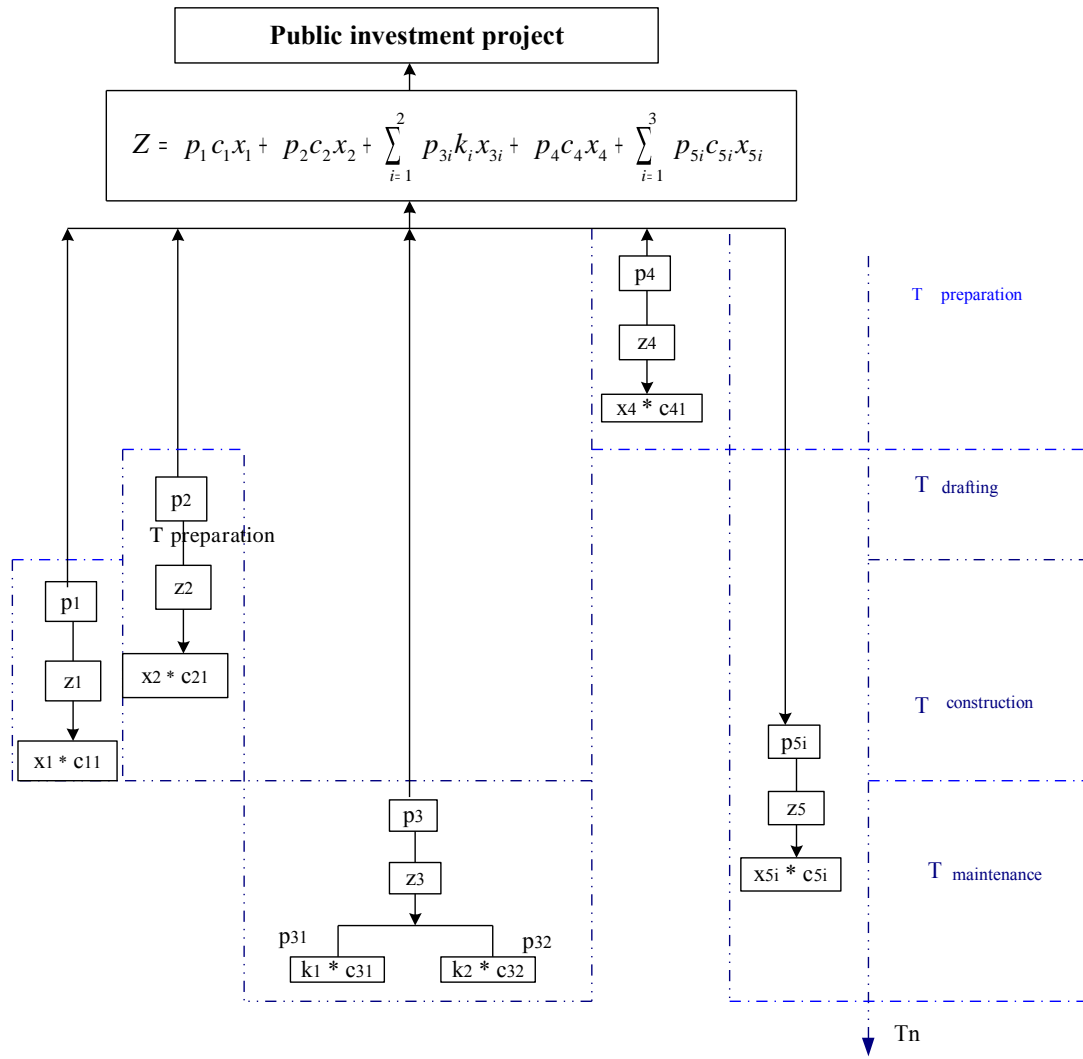 Public investment project
Z = p1c1x1 + p2c2x2 + ∑ i=1 2 p3ikix3i + p4c4x4 + ∑ i=1 3 p5ic5ix5i
p4
T preparation
z4
x4 * c41
p2
T drafting
T preparation
z2
p1
x2 * c21
z1
T construction
p5i
x1 * c11
p3
z5
z3
x5i * c5i
T maintenance
p31
p32
k1 * c31
k2 * c32
Tn